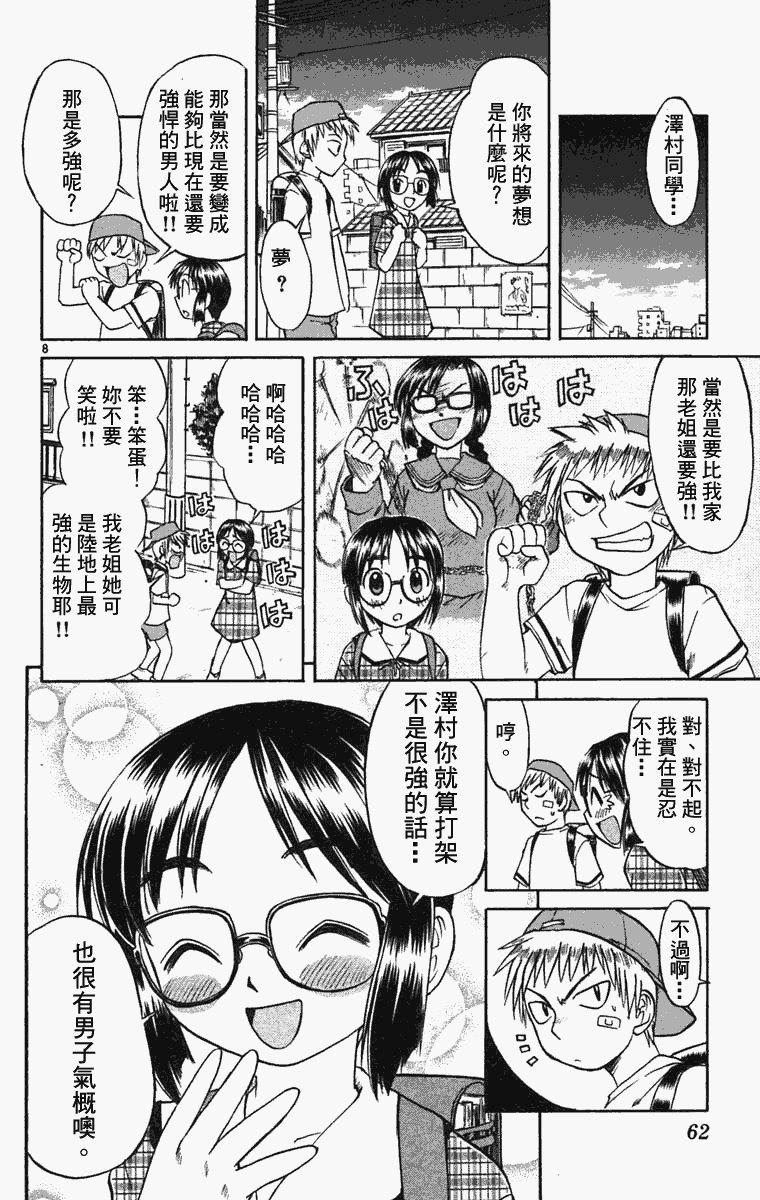 澤村同學…
你將來的夢想
是什麼呢？
夢？
那當然是要變成
能夠比現在還要
強悍的男人啦!!
那是多強呢？
8
當然是要比我家
那老姐還要強!!
ふはははは
啊哈哈哈
哈哈哈…
笨…笨蛋！
妳不要
笑啦!!
ははははは
我老姐她可
是陸地上最
強的生物耶!!
對、對不起。
我實在是忍
不住…
哼。
不過啊…
澤村你就算打架
不是很強的話…
也很有男子氣概噢。
62